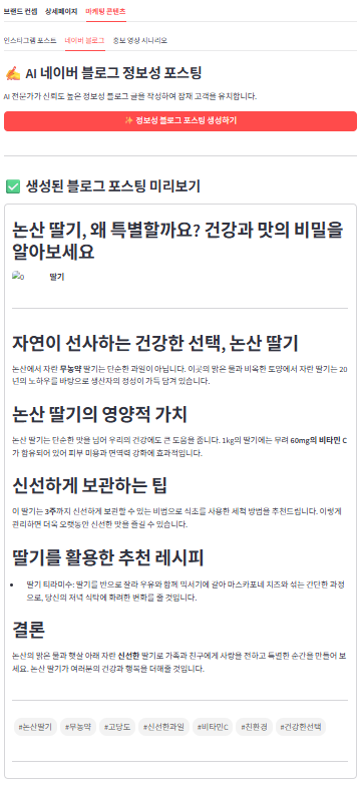 브랜드 컨셉 상세페이지 마케팅 콘텐츠
인스타그램 포스트 네이버 블로그 홍보 영상 시나리오
✍️ AI 네이버 블로그 정보성 포스팅
AI 전문가가 신뢰도 높은 정보성 블로그 글을 작성하여 잠재 고객을 유치합니다.
✨ 정보성 블로그 포스팅 생성하기
✅ 생성된 블로그 포스팅 미리보기
논산 딸기, 왜 특별할까요? 건강과 맛의 비밀을
알아보세요
0 딸기
자연이 선사하는 건강한 선택, 논산 딸기
논산에서 자란 무농약 딸기는 단순한 과일이 아닙니다. 이곳의 맑은 물과 비옥한 토양에서 자란 딸기는 20
년의 노하우를 바탕으로 생산자의 정성이 가득 담겨 있습니다.
논산 딸기의 영양적 가치
논산 딸기는 단순한 맛을 넘어 우리의 건강에도 큰 도움을 줍니다. 1kg의 딸기에는 무려 60mg의 비타민 C
가 함유되어 있어 피부 미용과 면역력 강화에 효과적입니다.
신선하게 보관하는 팁
이 딸기는 3주까지 신선하게 보관할 수 있는 비법으로 식초를 사용한 세척 방법을 추천드립니다. 이렇게
관리하면 더욱 오랫동안 신선한 맛을 즐길 수 있습니다.
딸기를 활용한 추천 레시피
• 딸기 티라미수: 딸기를 반으로 잘라 우유와 함께 믹서기에 갈아 마스카포네 치즈와 섞는 간단한 과정
으로, 당신의 저녁 식탁에 화려한 변화를 줄 것입니다.
결론
논산의 맑은 물과 햇살 아래 자란 신선한 딸기로 가족과 친구에게 사랑을 전하고 특별한 순간을 만들어 보
세요. 논산 딸기가 여러분의 건강과 행복을 더해줄 것입니다.
#논산딸기 #무농약 #고당도 #신선한과일 #비타민C #친환경 #건강한선택